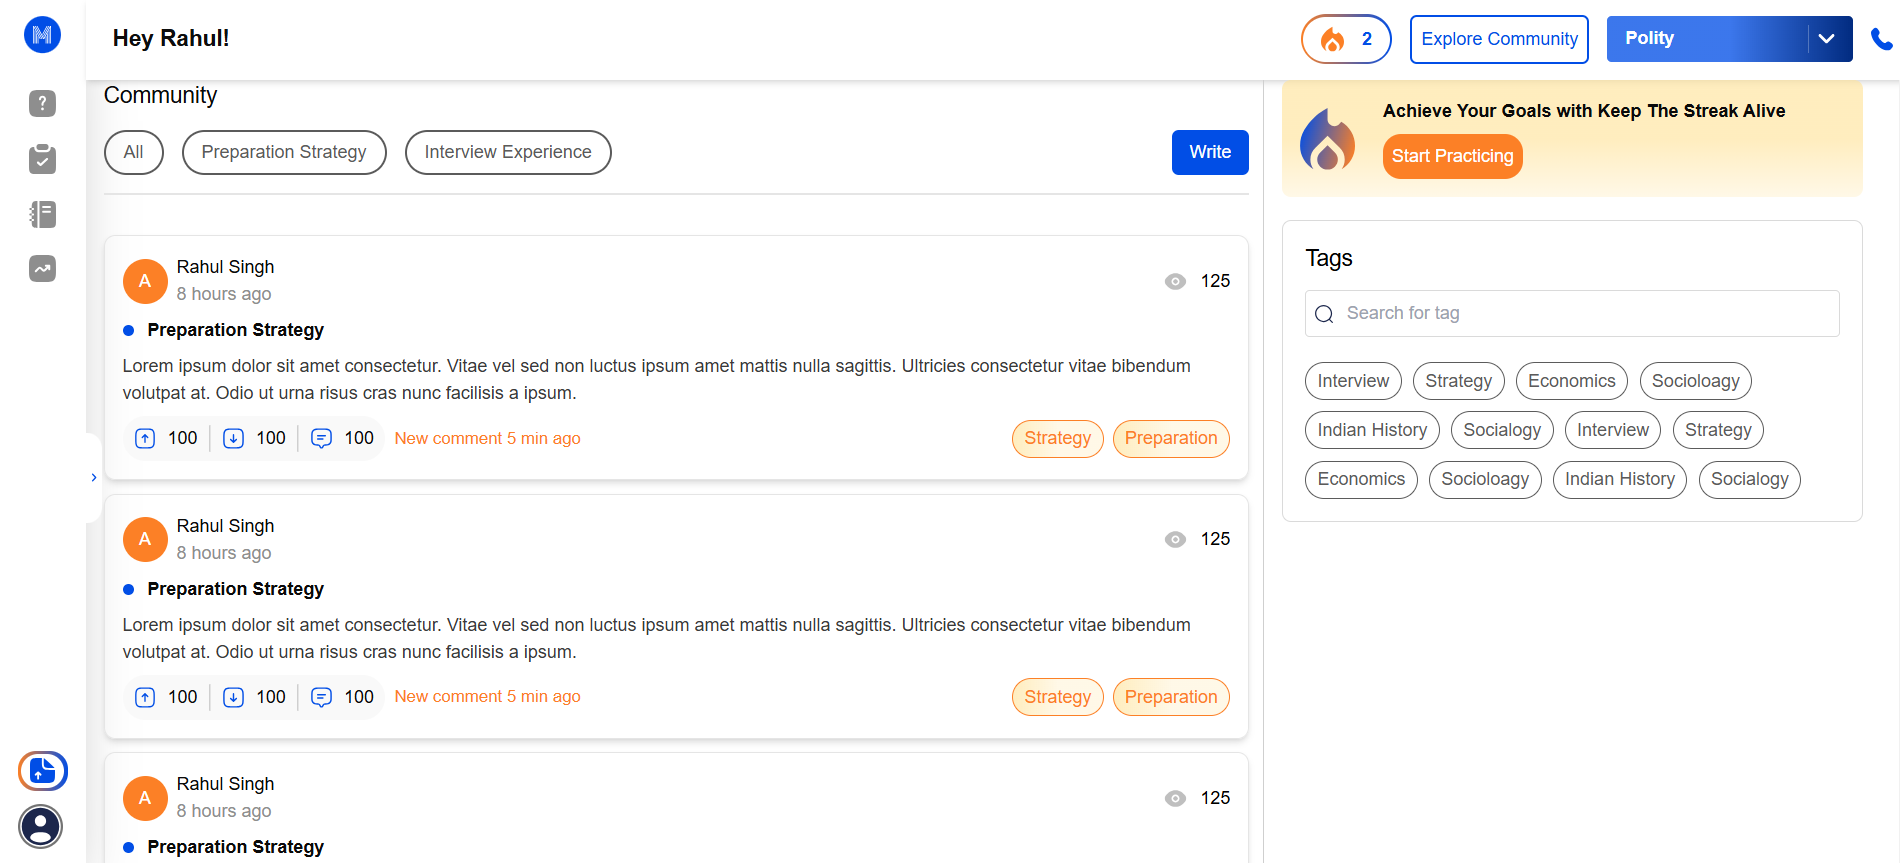 M
Hey Rahul!
2
Explore Community
Polity
?
Community
All
Preparation Strategy
Interview Experience
Write
A
Rahul Singh
8 hours ago
125
Preparation Strategy
Lorem ipsum dolor sit amet consectetur. Vitae vel sed non luctus ipsum amet mattis nulla sagittis. Ultricies consectetur vitae bibendum
volutpat at. Odio ut urna risus cras nunc facilisis a ipsum.
100
100
100
New comment 5 min ago
Strategy
Preparation
A
Rahul Singh
8 hours ago
125
Preparation Strategy
Lorem ipsum dolor sit amet consectetur. Vitae vel sed non luctus ipsum amet mattis nulla sagittis. Ultricies consectetur vitae bibendum
volutpat at. Odio ut urna risus cras nunc facilisis a ipsum.
100
100
100
New comment 5 min ago
Strategy
Preparation
A
Rahul Singh
8 hours ago
125
Preparation Strategy
Achieve Your Goals with Keep The Streak Alive
Start Practicing
Tags
Search for tag
Interview
Strategy
Economics
Socioloagy
Indian History
Socialogy
Interview
Strategy
Economics
Socioloagy
Indian History
Socialogy